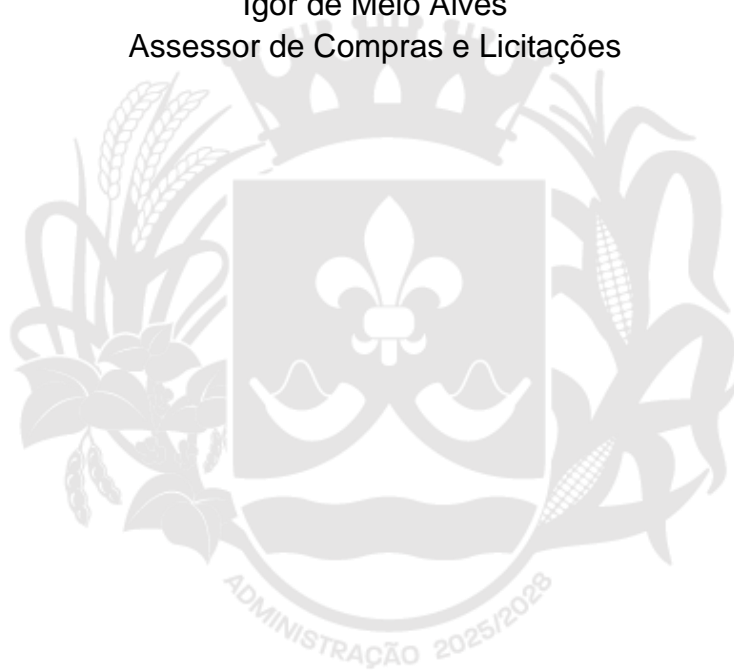 Igor de Melo Alves
Assessor de Compras e Licitações
ADMINISTRAÇÃO 2025/2028